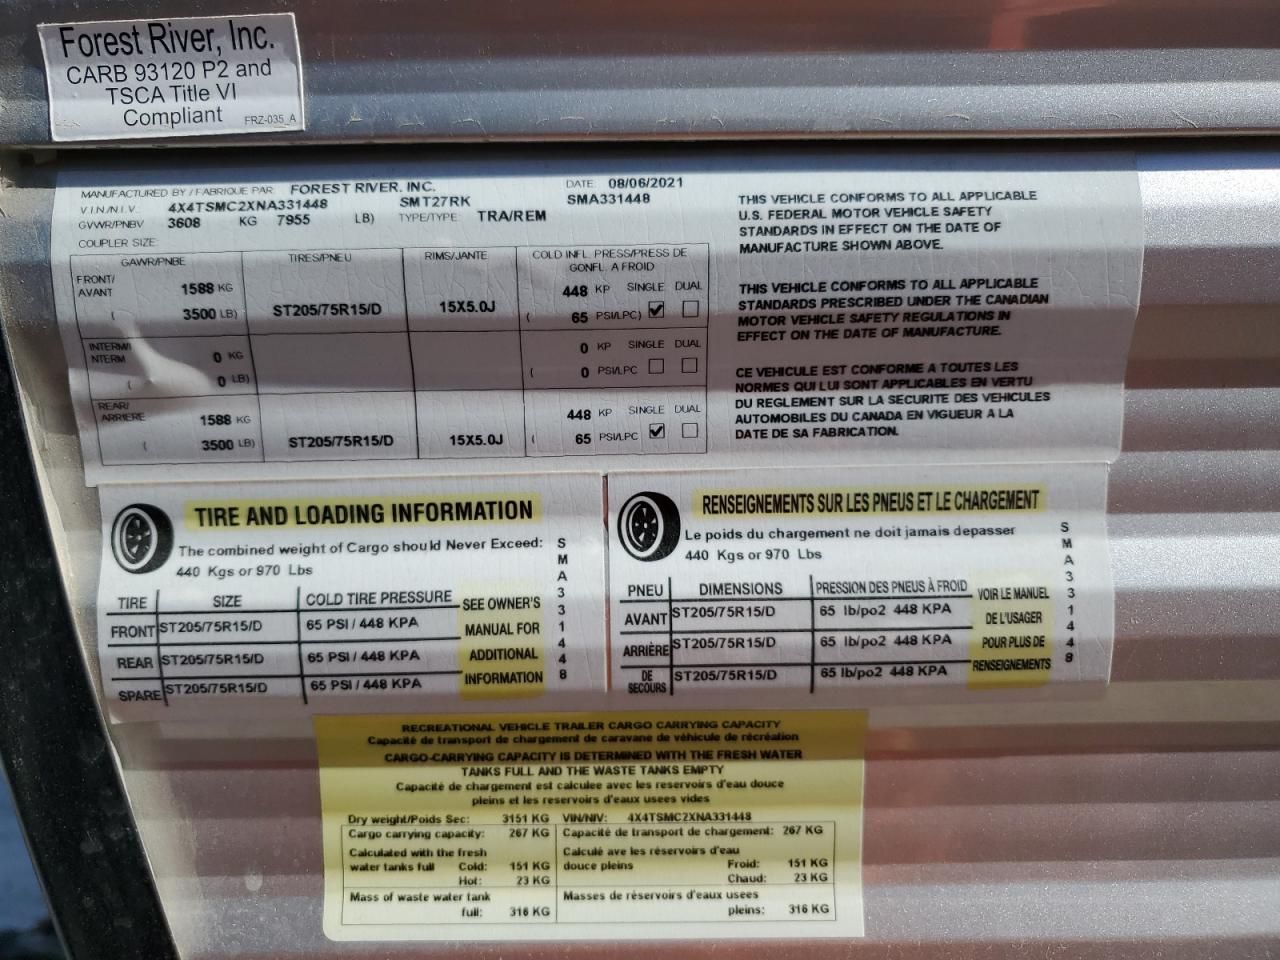 Forest River, Inc.
CARB 93120 P2 and
TSCA Title VI
Compliant FRZ-035_A
MANUFACTURED BY / FABRIQUE PAR: FOREST RIVER, INC. DATE: 08/06/2021
V I N / N I V.: 4X4TSMC2XNA331448 SMT27RK SMA331448
GVWR/PNBV 3608 KG 7955 LB) TYPE/TYPE: TRA/REM
COUPLER SIZE:
GAWR/PNBE TIRES/PNEU RIMS/JANTE COLD INFL. PRESS/PRESS DE
GONFL. A FROID
FRONT/
AVANT 1588 KG 448 KP SINGLE DUAL
( 3500 LB) ST205/75R15/D 15X5.0J ( 65 PSI/LPC) ☑ ☐
INTERM/
NTERM 0 KG 0 KP SINGLE DUAL
( 0 LB) ( 0 PSI/LPC ☐ ☐
REAR/
ARRIERE 1588 KG 448 KP SINGLE DUAL
( 3500 LB) ST205/75R15/D 15X5.0J ( 65 PSI/LPC ☑ ☐
THIS VEHICLE CONFORMS TO ALL APPLICABLE
U.S. FEDERAL MOTOR VEHICLE SAFETY
STANDARDS IN EFFECT ON THE DATE OF
MANUFACTURE SHOWN ABOVE.
THIS VEHICLE CONFORMS TO ALL APPLICABLE
STANDARDS PRESCRIBED UNDER THE CANADIAN
MOTOR VEHICLE SAFETY REGULATIONS IN
EFFECT ON THE DATE OF MANUFACTURE.
CE VEHICULE EST CONFORME A TOUTES LES
NORMES QUI LUI SONT APPLICABLES EN VERTU
DU REGLEMENT SUR LA SECURITE DES VEHICULES
AUTOMOBILES DU CANADA EN VIGUEUR A LA
DATE DE SA FABRICATION.
TIRE AND LOADING INFORMATION
The combined weight of Cargo should Never Exceed:
440 Kgs or 970 Lbs
TIRE SIZE COLD TIRE PRESSURE
FRONT ST205/75R15/D 65 PSI / 448 KPA
REAR ST205/75R15/D 65 PSI / 448 KPA
SPARE ST205/75R15/D 65 PSI / 448 KPA
SEE OWNER'S
MANUAL FOR
ADDITIONAL
INFORMATION
SMA331448
RENSEIGNEMENTS SUR LES PNEUS ET LE CHARGEMENT
Le poids du chargement ne doit jamais depasser
440 Kgs or 970 Lbs
PNEU DIMENSIONS PRESSION DES PNEUS À FROID
AVANT ST205/75R15/D 65 lb/po2 448 KPA
ARRIÈRE ST205/75R15/D 65 lb/po2 448 KPA
DE
SECOURS ST205/75R15/D 65 lb/po2 448 KPA
VOIR LE MANUEL
DE L'USAGER
POUR PLUS DE
RENSEIGNEMENTS
SMA331448
RECREATIONAL VEHICLE TRAILER CARGO CARRYING CAPACITY
Capacité de transport de chargement de caravane de véhicule de récréation
CARGO-CARRYING CAPACITY IS DETERMINED WITH THE FRESH WATER
TANKS FULL AND THE WASTE TANKS EMPTY
Capacité de chargement est calculee avec les reservoirs d'eau douce
pleins et les reservoirs d'eaux usees vides
Dry weight/Poids Sec: 3151 KG VIN/NIV: 4X4TSMC2XNA331448
Cargo carrying capacity: 267 KG Capacité de transport de chargement: 267 KG
Calculated with the fresh Calculé ave les réservoirs d'eau
water tanks full Cold: 151 KG douce pleins Froid: 151 KG
Hot: 23 KG Chaud: 23 KG
Mass of waste water tank Masses de réservoirs d'eaux usees
full: 316 KG pleins: 316 KG